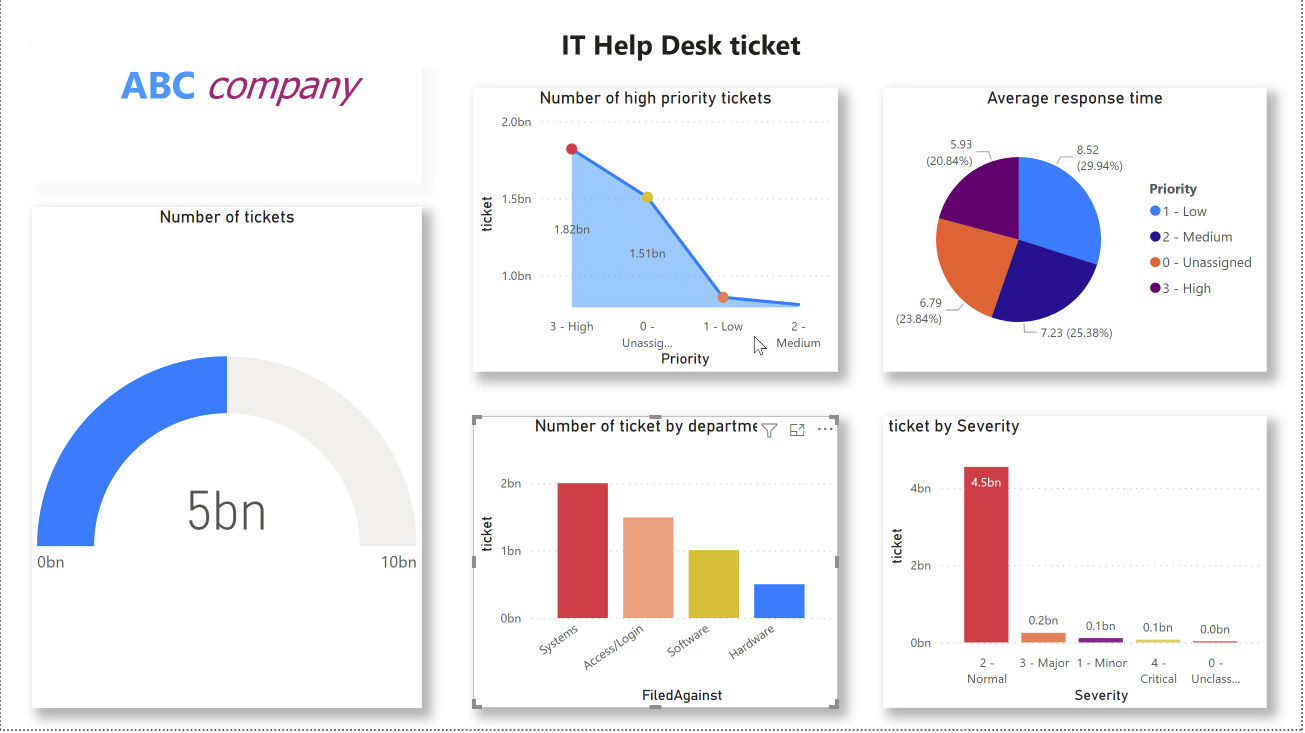 IT Help Desk ticket
ABC company
Number of tickets
5bn
0bn
10bn
Number of high priority tickets
2.0bn
1.5bn
1.0bn
ticket
1.82bn
1.51bn
3 - High
0 -
Unassig...
1 - Low
2 -
Medium
Priority
Average response time
5.93
(20.84%)
8.52
(29.94%)
6.79
(23.84%)
7.23 (25.38%)
Priority
1 - Low
2 - Medium
0 - Unassigned
3 - High
Number of ticket by departme
2bn
1bn
0bn
ticket
Systems
Access/Login
Software
Hardware
FiledAgainst
ticket by Severity
4bn
2bn
0bn
ticket
4.5bn
0.2bn
0.1bn
0.1bn
0.0bn
2 -
Normal
3 - Major
1 - Minor
4 -
Critical
0 -
Unclass...
Severity